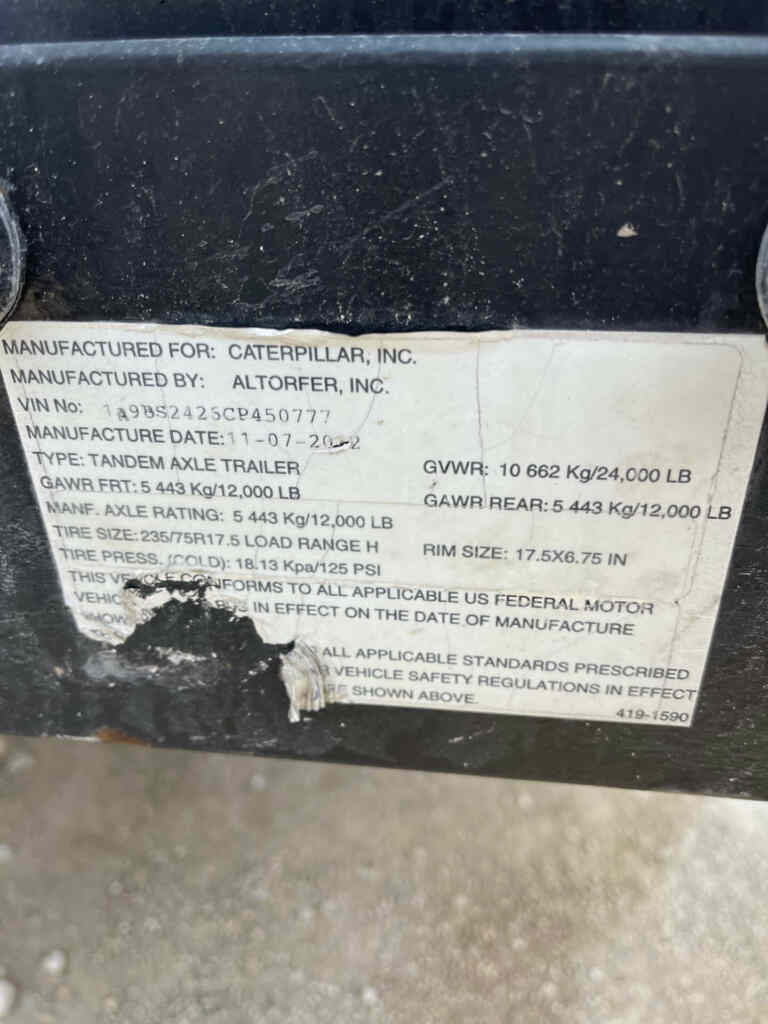 MANUFACTURED FOR: CATERPILLAR, INC.
MANUFACTURED BY: ALTORFER, INC.
VIN No:
MANUFACTURE DATE:
TYPE: TANDEM AXLE TRAILER GVWR: 10 662 Kg/24,000 LB
GAWR FRT: 5 443 Kg/12,000 LB GAWR REAR: 5 443 Kg/12,000 LB
MANF. AXLE RATING: 5 443 Kg/12,000 LB
TIRE SIZE: 235/75R17.5 LOAD RANGE H RIM SIZE: 17.5X6.75 IN
TIRE PRESS. (COLD): 18.13 Kpa/125 PSI
THIS VEHICLE CONFORMS TO ALL APPLICABLE US FEDERAL MOTOR
IN EFFECT ON THE DATE OF MANUFACTURE
ALL APPLICABLE STANDARDS PRESCRIBED
VEHICLE SAFETY REGULATIONS IN EFFECT
SHOWN ABOVE.
419-1590